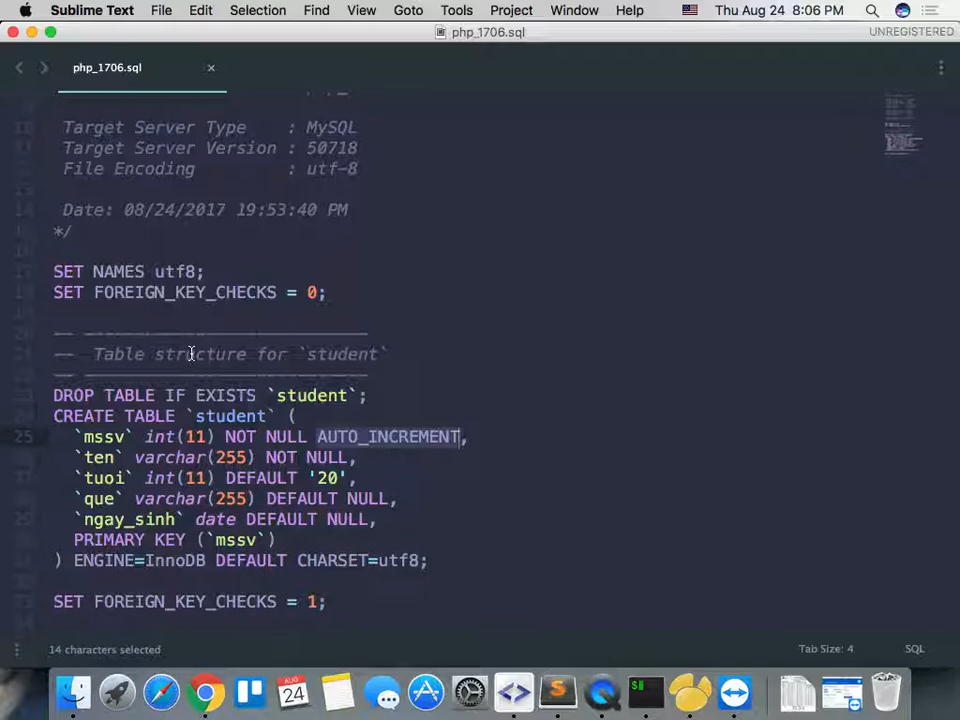 Sublime Text File Edit Selection Find View Goto Tools Project Window Help Thu Aug 24 8:06 PM
php_1706.sql UNREGISTERED
php_1706.sql ×
Target Server Type : MySQL
Target Server Version : 50718
File Encoding : utf-8
Date: 08/24/2017 19:53:40 PM
*/
SET NAMES utf8;
SET FOREIGN_KEY_CHECKS = 0;
-- ----------------------------
-- Table structure for `student`
-- ----------------------------
DROP TABLE IF EXISTS `student`;
CREATE TABLE `student` (
25 `mssv` int(11) NOT NULL AUTO_INCREMENT,
`ten` varchar(255) NOT NULL,
`tuoi` int(11) DEFAULT '20',
`que` varchar(255) DEFAULT NULL,
`ngay_sinh` date DEFAULT NULL,
PRIMARY KEY (`mssv`)
) ENGINE=InnoDB DEFAULT CHARSET=utf8;
SET FOREIGN_KEY_CHECKS = 1;
14 characters selected Tab Size: 4 SQL
AUG
24